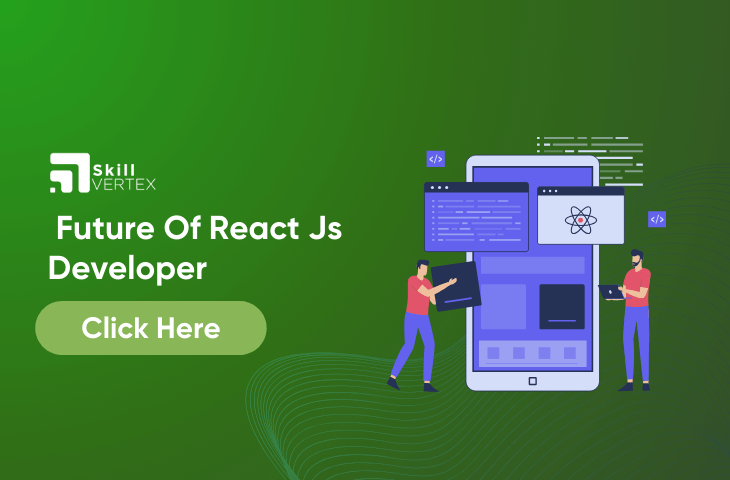 Skill
VERTEX
Future Of React Js
Developer
Click Here
</>
</>